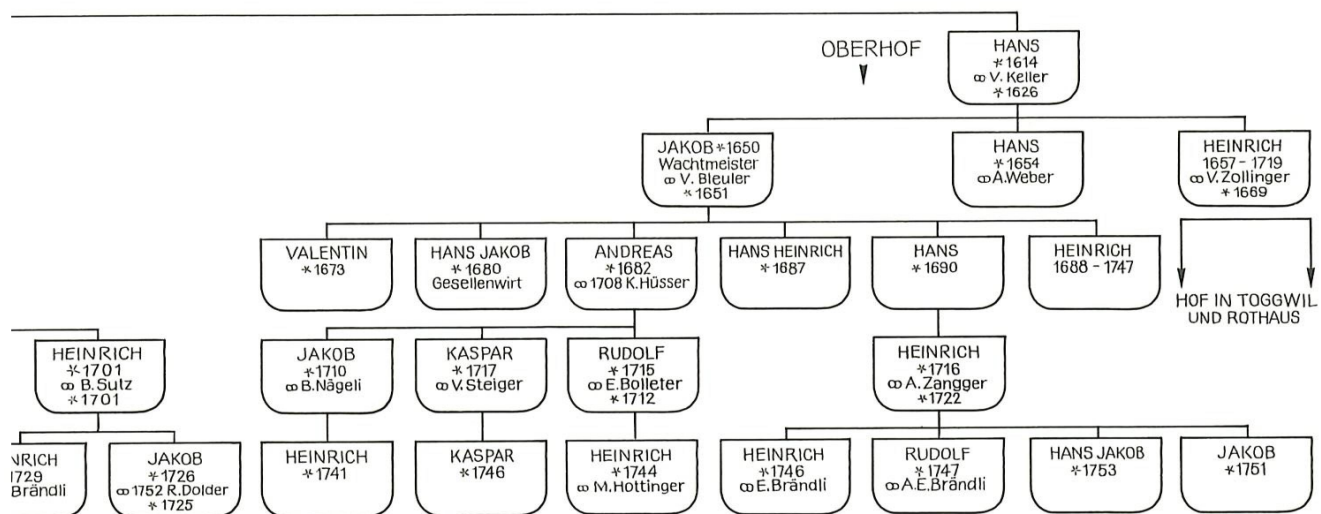 OBERHOF
HANS
*1614
⚭ V. Keller
*1626
JAKOB *1650
Wachtmeister
⚭ V. Bleuler
*1651
HANS
*1654
⚭ A. Weber
HEINRICH
1657 - 1719
⚭ V. Zollinger
*1669
VALENTIN
*1673
HANS JAKOB
*1680
Gesellenwirt
ANDREAS
*1682
⚭ 1708 K. Hüsser
HANS HEINRICH
*1687
HANS
*1690
HEINRICH
1688 - 1747
HOF IN TOGGWIL
UND ROTHAUS
HEINRICH
*1701
⚭ B. Sutz
*1701
JAKOB
*1710
⚭ B. Nägeli
KASPAR
*1717
⚭ V. Steiger
RUDOLF
*1715
⚭ E. Bolleter
*1712
HEINRICH
*1716
⚭ A. Zangger
*1722
NRICH
1729
Brändli
JAKOB
*1726
⚭ 1752 R. Dolder
*1725
HEINRICH
*1741
KASPAR
*1746
HEINRICH
*1744
⚭ M. Hottinger
HEINRICH
*1746
⚭ E. Brändli
RUDOLF
*1747
⚭ A. E. Brändli
HANS JAKOB
*1753
JAKOB
*1751